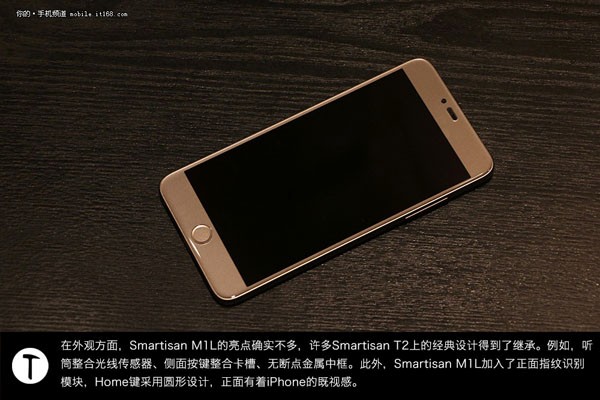 你的·手机频道 mobile.it168.com
在外观方面，Smartisan M1L的亮点确实不多，许多Smartisan T2上的经典设计得到了继承。例如，听
筒整合光线传感器、侧面按键整合卡槽、无断点金属中框。此外，Smartisan M1L加入了正面指纹识别
模块，Home键采用圆形设计，正面有着iPhone的既视感。
T